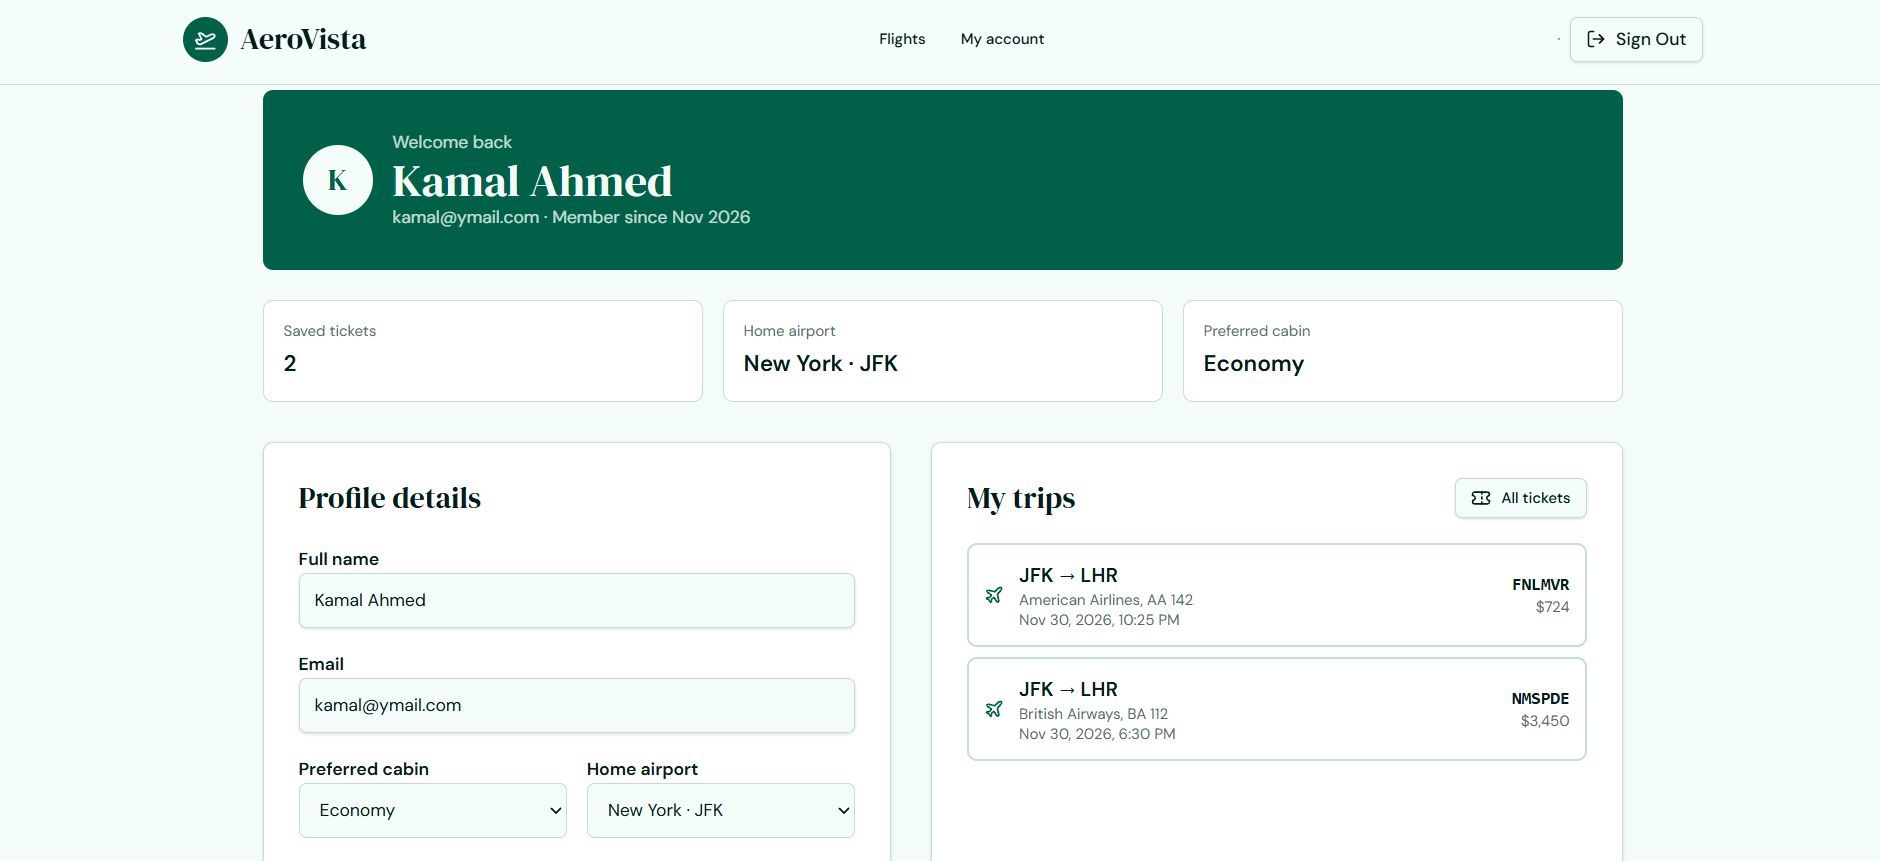 AeroVista
Flights
My account
Sign Out
K
Welcome back
Kamal Ahmed
kamal@ymail.com · Member since Nov 2026
Saved tickets
2
Home airport
New York · JFK
Preferred cabin
Economy
Profile details
Full name
Kamal Ahmed
Email
kamal@ymail.com
Preferred cabin
Economy
Home airport
New York · JFK
My trips
All tickets
JFK → LHR
American Airlines, AA 142
Nov 30, 2026, 10:25 PM
FNLMVR
$724
JFK → LHR
British Airways, BA 112
Nov 30, 2026, 6:30 PM
NMSPDE
$3,450